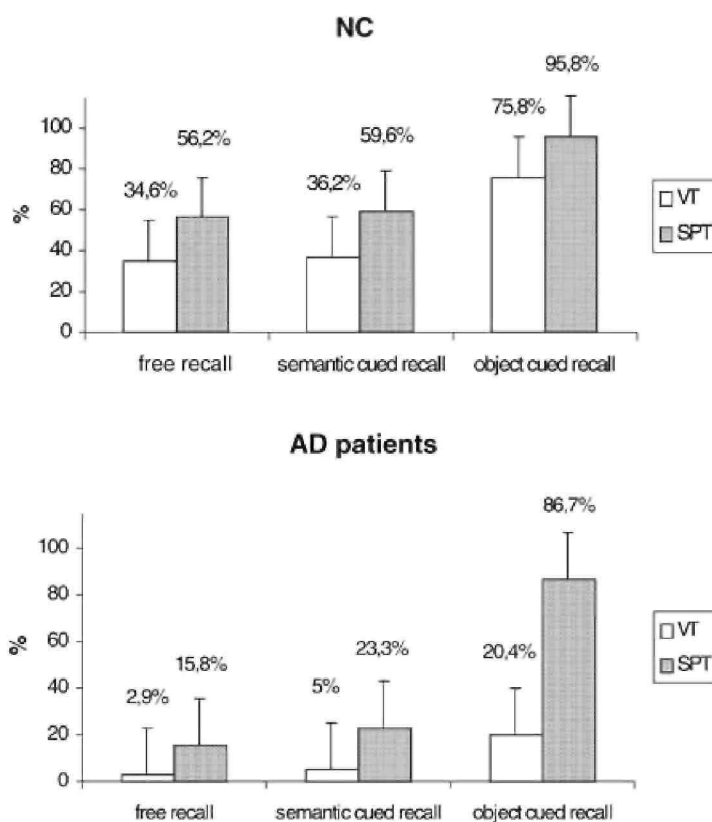 NC
95,8%
75,8%
100
56,2%
59,6%
80
34,6%
36,2%
60
40
20
0
%
VT
SPT
free recall
semantic cued recall
object cued recall
AD patients
86,7%
100
80
60
40
20
0
%
2,9%
15,8%
5%
23,3%
20,4%
VT
SPT
free recall
semantic cued recall
object cued recall